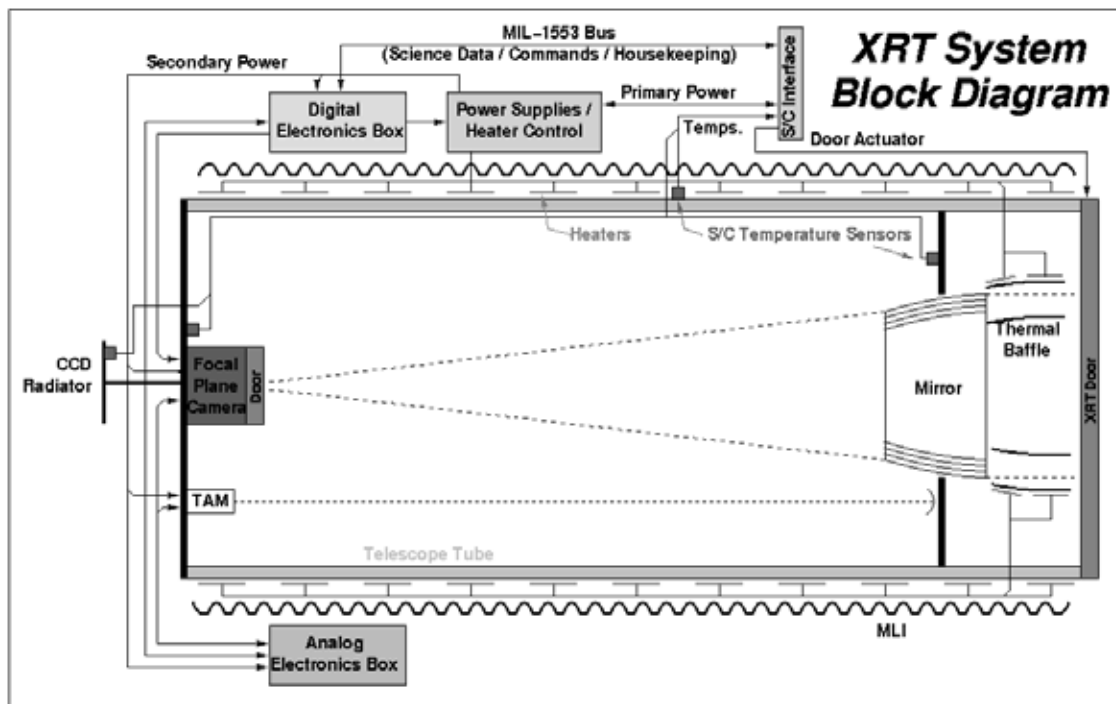 XRT System
Block Diagram
MIL-1553 Bus
(Science Data / Commands / Housekeeping)
Secondary Power
Digital
Electronics Box
Power Supplies /
Heater Control
Primary Power
Temps.
S/C Interface
Door Actuator
Heaters
S/C Temperature Sensors
CCD
Radiator
Focal
Plane
Camera
Door
Mirror
Thermal
Baffle
XRT Door
TAM
Telescope Tube
MLI
Analog
Electronics Box